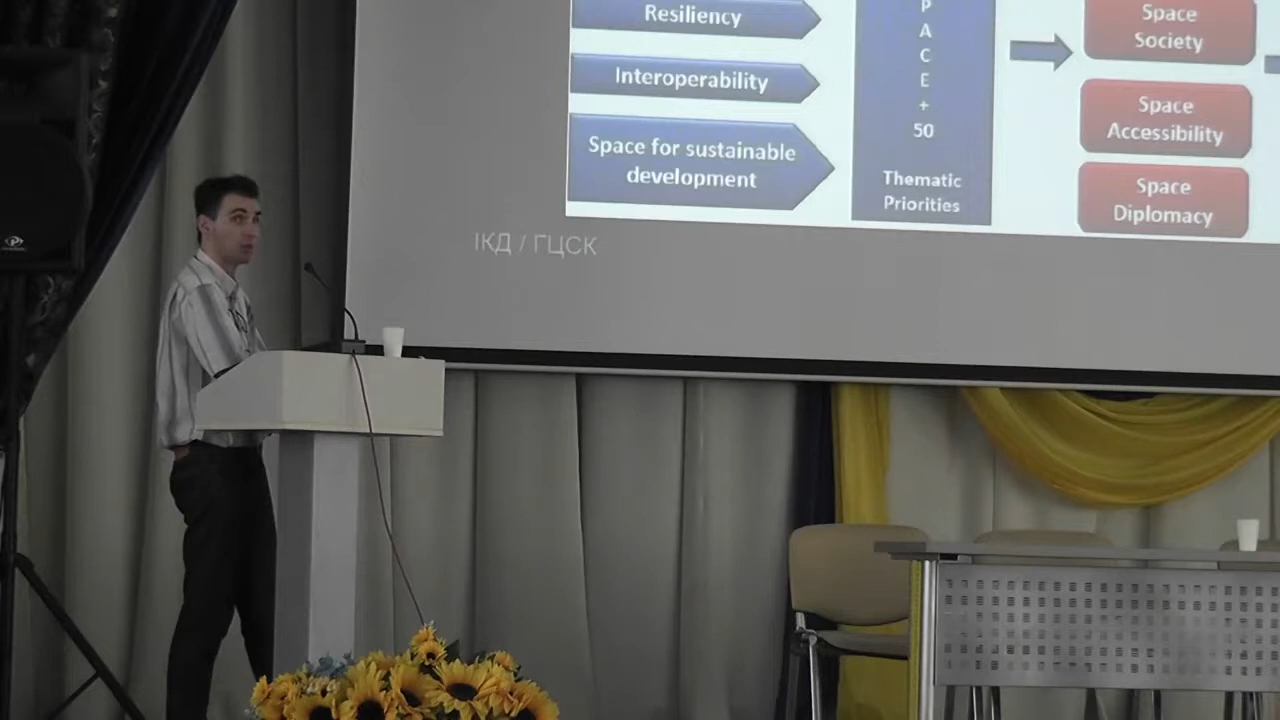 Resiliency
Interoperability
Space for sustainable
development
P
A
C
E
+
50
Thematic
Priorities
Space
Society
Space
Accessibility
Space
Diplomacy
ІКД / ГЦСК